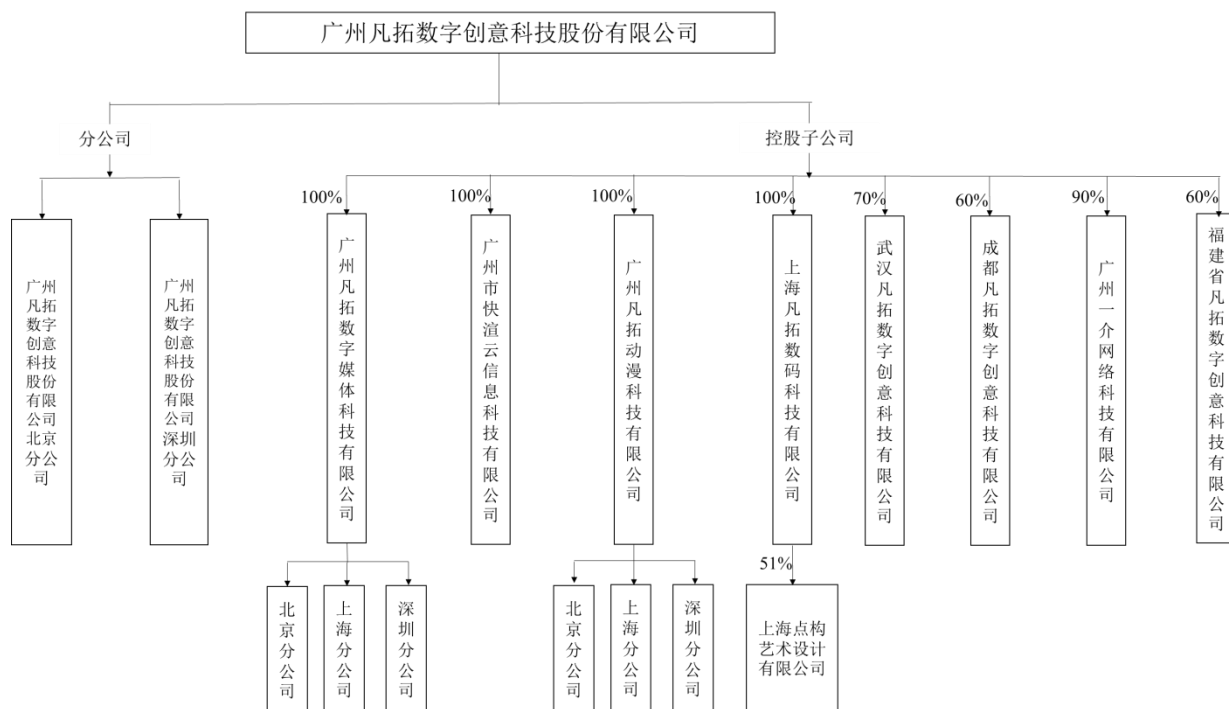 广州凡拓数字创意科技股份有限公司
分公司
控股子公司
100%
100%
100%
100%
70%
60%
90%
60%
广州
凡拓
数字
创意
科技
股份
有限
公司
北京
分公
司
广州
凡拓
数字
创意
科技
股份
有限
公司
深圳
分公
司
广州凡拓数字媒体科技有限公司
广州市快渲云信息科技有限公司
广州凡拓动漫科技有限公司
上海凡拓数码科技有限公司
武汉凡拓数字创意科技有限公司
成都凡拓数字创意科技有限公司
广州一介网络科技有限公司
福建省凡拓数字创意科技有限公司
51%
北京分公司
上海分公司
深圳分公司
北京分公司
上海分公司
深圳分公司
上海点构
艺术设计
有限公司